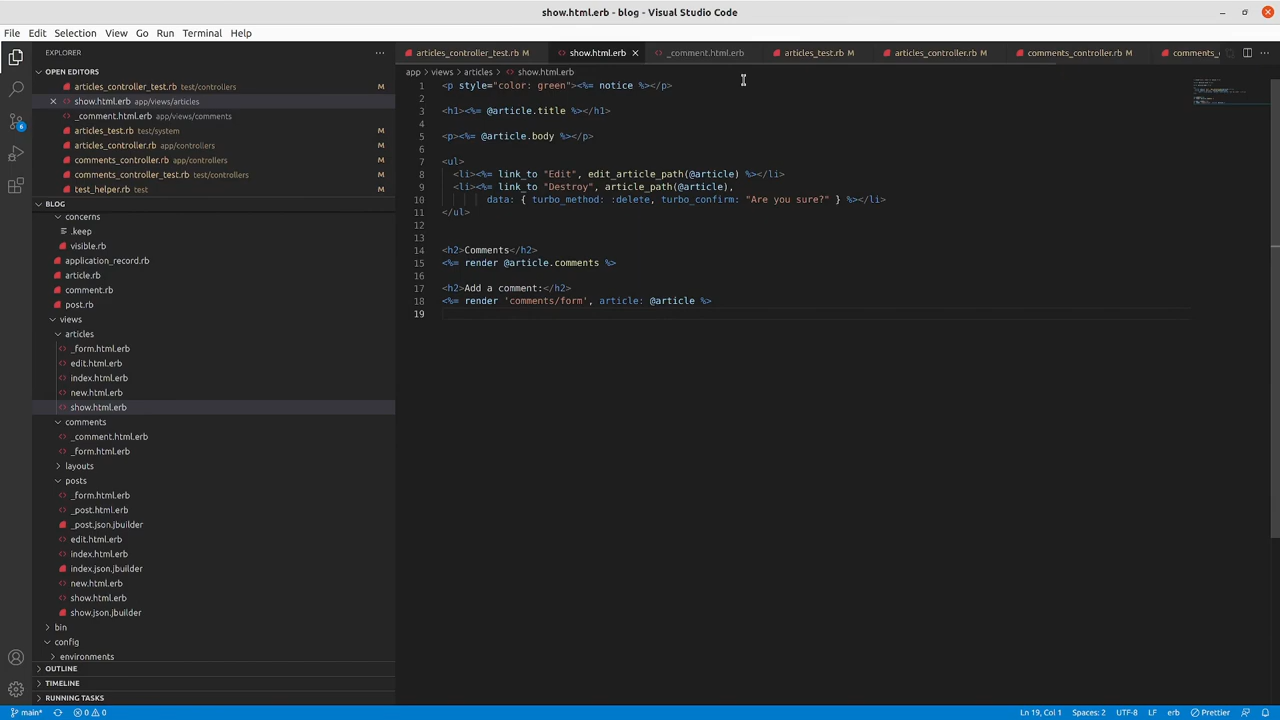 show.html.erb - blog - Visual Studio Code
File Edit Selection View Go Run Terminal Help
EXPLORER
articles_controller_test.rb M
show.html.erb
_comment.html.erb
articles_test.rb M
articles_controller.rb M
comments_controller.rb M
comments_
OPEN EDITORS
articles_controller_test.rb test/controllers M
show.html.erb app/views/articles
_comment.html.erb app/views/comments
articles_test.rb test/system M
articles_controller.rb app/controllers M
comments_controller.rb app/controllers M
comments_controller_test.rb test/controllers M
test_helper.rb test M
BLOG
concerns
.keep
visible.rb
application_record.rb
article.rb
comment.rb
post.rb
views
articles
_form.html.erb
edit.html.erb
index.html.erb
new.html.erb
show.html.erb
comments
_comment.html.erb
_form.html.erb
layouts
posts
_form.html.erb
_post.html.erb
_post.json.jbuilder
edit.html.erb
index.html.erb
index.json.jbuilder
new.html.erb
show.html.erb
show.json.jbuilder
bin
config
environments
OUTLINE
TIMELINE
RUNNING TASKS
6
app > views > articles > show.html.erb
1 <p style="color: green"><%= notice %></p>
2
3 <h1><%= @article.title %></h1>
4
5 <p><%= @article.body %></p>
6
7 <ul>
8 <li><%= link_to "Edit", edit_article_path(@article) %></li>
9 <li><%= link_to "Destroy", article_path(@article),
10 data: { turbo_method: :delete, turbo_confirm: "Are you sure?" } %></li>
11 </ul>
12
13
14 <h2>Comments</h2>
15 <%= render @article.comments %>
16
17 <h2>Add a comment:</h2>
18 <%= render 'comments/form', article: @article %>
19
main* 0 0 Ln 19, Col 1 Spaces: 2 UTF-8 LF erb Prettier